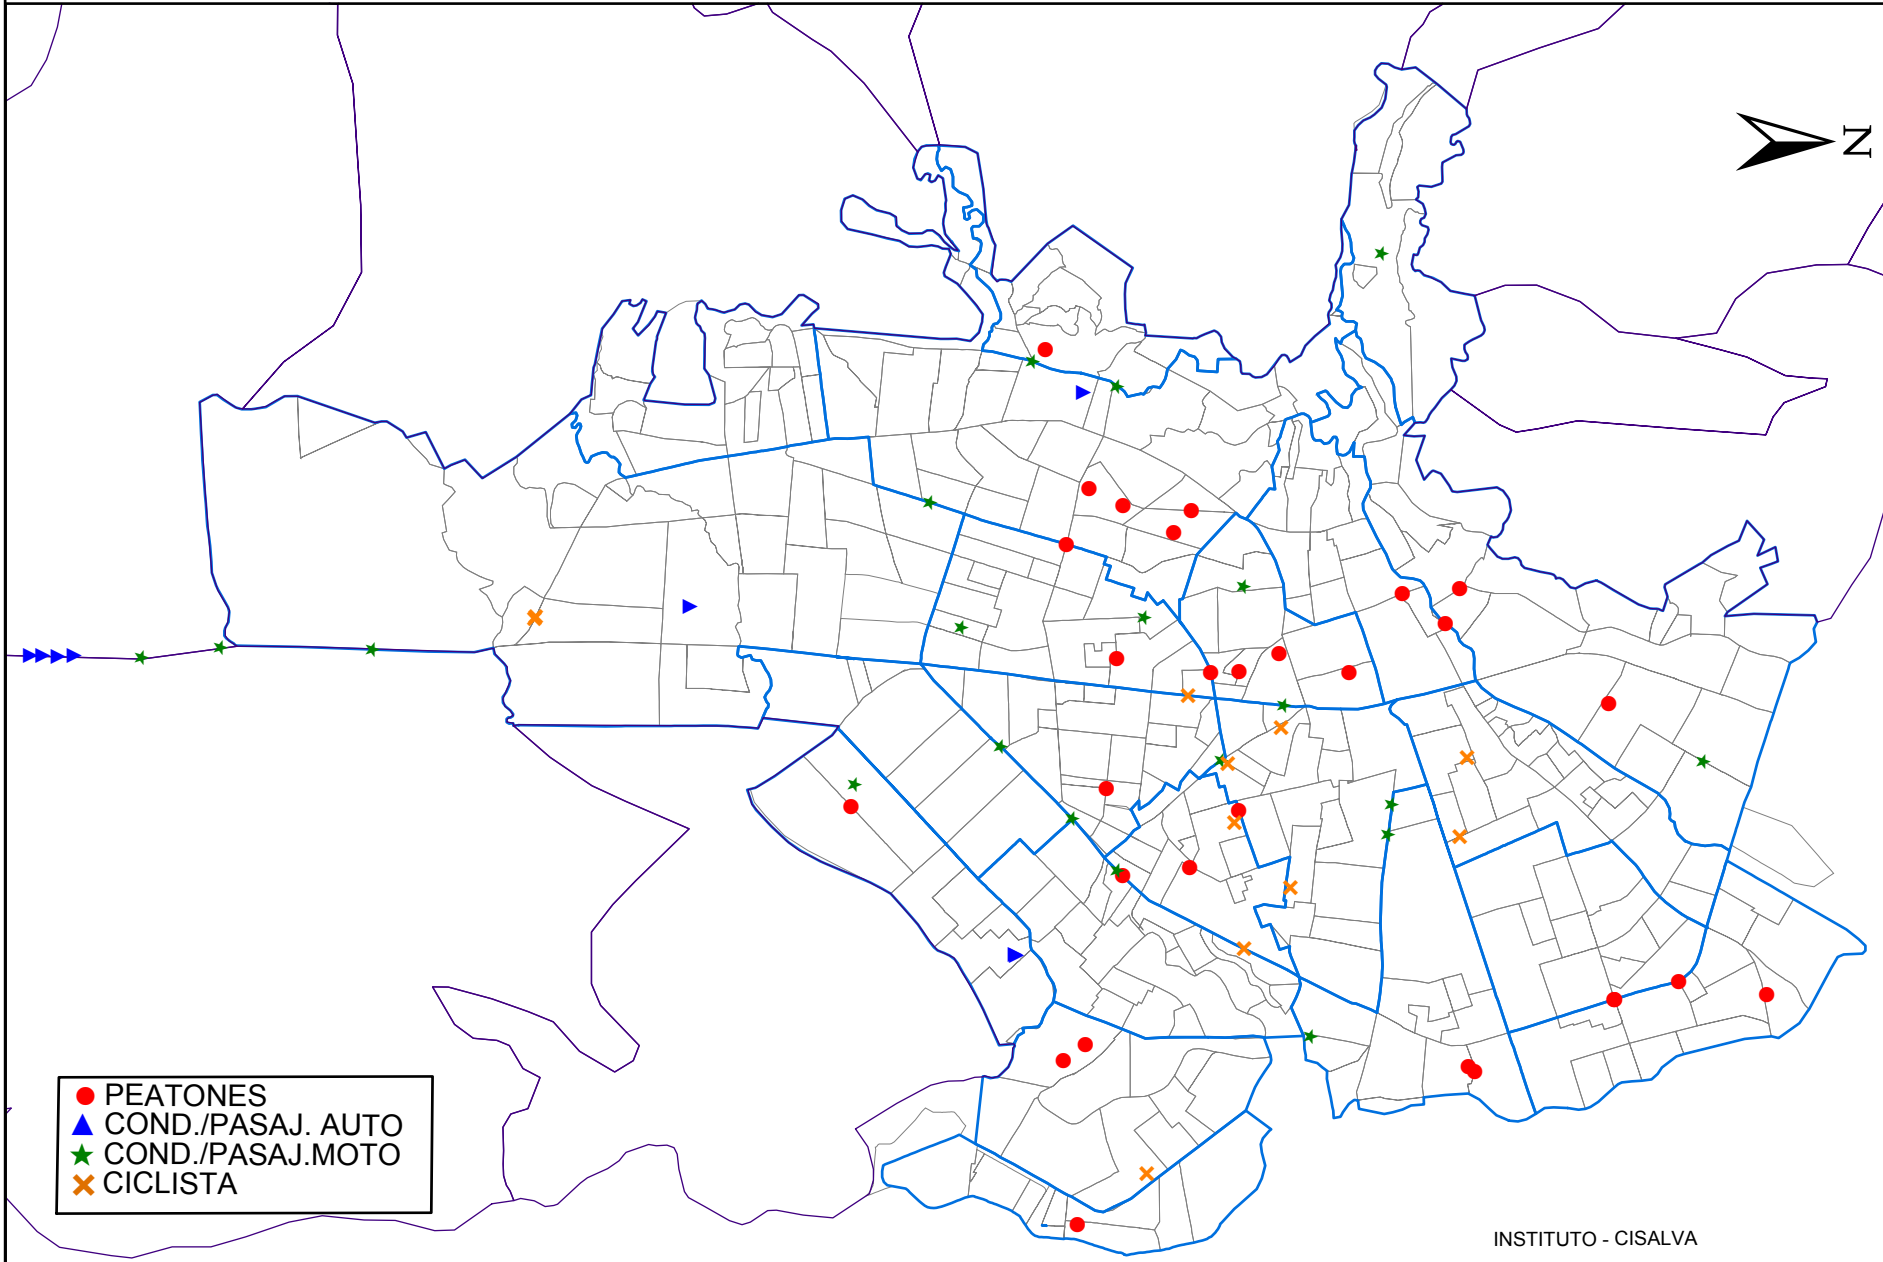 N
PEATONES
COND./PASAJ. AUTO
COND./PASAJ.MOTO
CICLISTA
INSTITUTO - CISALVA